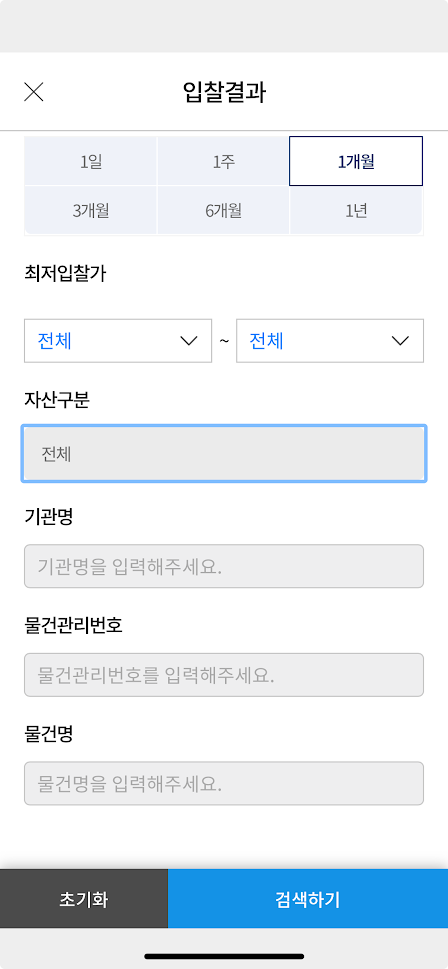 입찰결과
1일 1주 1개월
3개월 6개월 1년
최저입찰가
전체 ~ 전체
자산구분
전체
기관명
기관명을 입력해주세요.
물건관리번호
물건관리번호를 입력해주세요.
물건명
물건명을 입력해주세요.
초기화 검색하기